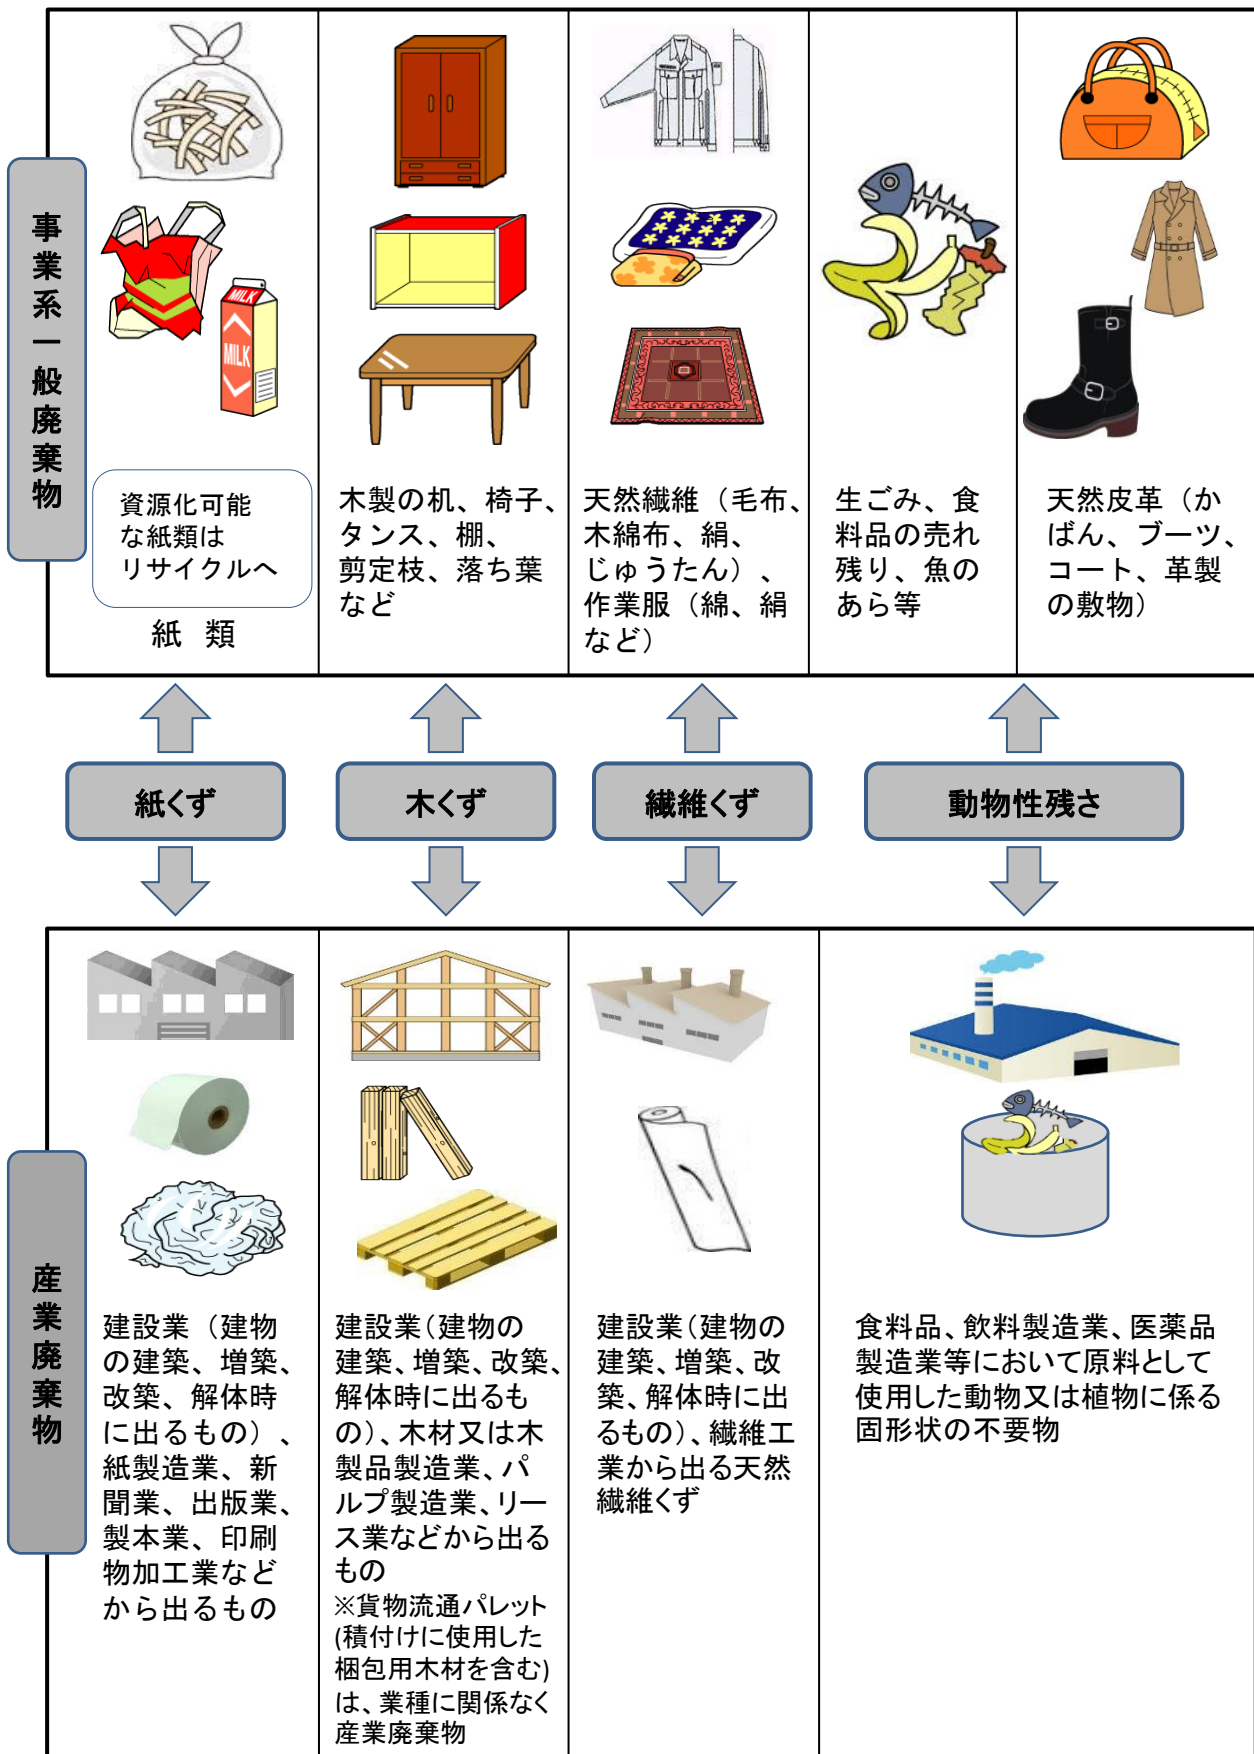 事業系一般廃棄物
MILK
MILK
資源化可能
な紙類は
リサイクルへ
紙 類
木製の机、椅子、
タンス、棚、
剪定枝、落ち葉
など
天然繊維（毛布、
木綿布、絹、
じゅうたん）、
作業服（綿、絹
など）
生ごみ、食
料品の売れ
残り、魚の
あら等
天然皮革（か
ばん、ブーツ、
コート、革製
の敷物）
紙くず
木くず
繊維くず
動物性残さ
産業廃棄物
建設業（建物
の建築、増築、
改築、解体時
に出るもの）、
紙製造業、新
聞業、出版業、
製本業、印刷
物加工業など
から出るもの
建設業(建物の
建築、増築、改築、
解体時に出るも
の)、木材又は木
製品製造業、パ
ルプ製造業、リー
ス業などから出る
もの
※貨物流通パレット
(積付けに使用した
梱包用木材を含む)
は、業種に関係なく
産業廃棄物
建設業(建物の
建築、増築、改
築、解体時に出
るもの)、繊維工
業から出る天然
繊維くず
食料品、飲料製造業、医薬品
製造業等において原料として
使用した動物又は植物に係る
固形状の不要物